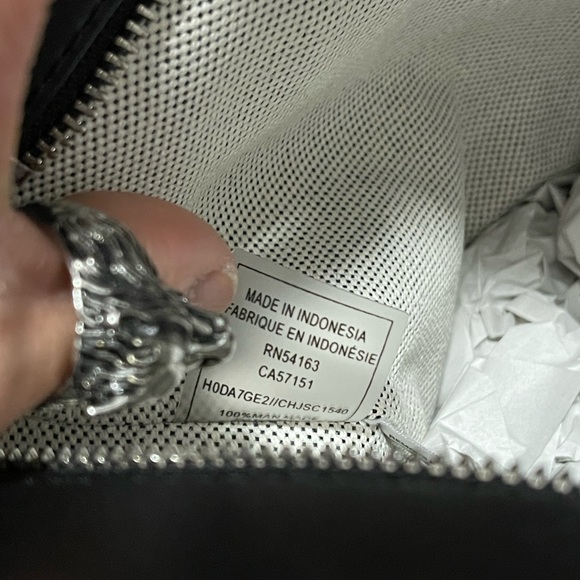 MADE IN INDONESIA
FABRIQUE EN INDONÉSIE
RN54163
CA57151
H0DA7GE2//CHJSC1540
100%MAN MADE